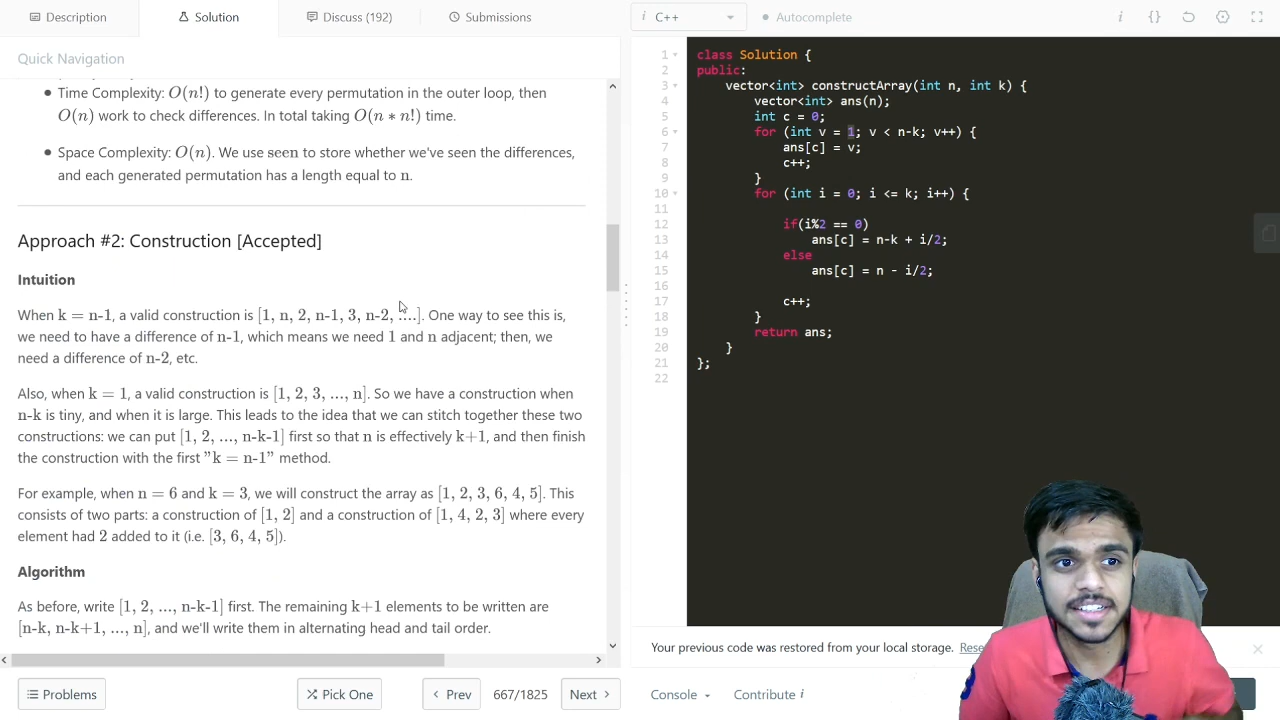 Description
Solution
Discuss (192)
Submissions
i C++
Autocomplete
i {}
Quick Navigation
Time Complexity: O(n!) to generate every permutation in the outer loop, then
O(n) work to check differences. In total taking O(n * n!) time.
Space Complexity: O(n). We use seen to store whether we've seen the differences,
and each generated permutation has a length equal to n.
Approach #2: Construction [Accepted]
Intuition
When k = n-1, a valid construction is [1, n, 2, n-1, 3, n-2, ....]. One way to see this is,
we need to have a difference of n-1, which means we need 1 and n adjacent; then, we
need a difference of n-2, etc.
Also, when k = 1, a valid construction is [1, 2, 3, ..., n]. So we have a construction when
n-k is tiny, and when it is large. This leads to the idea that we can stitch together these two
constructions: we can put [1, 2, ..., n-k-1] first so that n is effectively k+1, and then finish
the construction with the first "k = n-1" method.
For example, when n = 6 and k = 3, we will construct the array as [1, 2, 3, 6, 4, 5]. This
consists of two parts: a construction of [1, 2] and a construction of [1, 4, 2, 3] where every
element had 2 added to it (i.e. [3, 6, 4, 5]).
Algorithm
As before, write [1, 2, ..., n-k-1] first. The remaining k+1 elements to be written are
[n-k, n-k+1, ..., n], and we'll write them in alternating head and tail order.
Problems
Pick One
Prev
667/1825
Next
1 class Solution {
2 public:
3 vector<int> constructArray(int n, int k) {
4 vector<int> ans(n);
5 int c = 0;
6 for (int v = 1; v < n-k; v++) {
7 ans[c] = v;
8 c++;
9 }
10 for (int i = 0; i <= k; i++) {
11
12 if(i%2 == 0)
13 ans[c] = n-k + i/2;
14 else
15 ans[c] = n - i/2;
16
17 c++;
18 }
19 return ans;
20 }
21 };
22
Your previous code was restored from your local storage.
Console
Contribute i